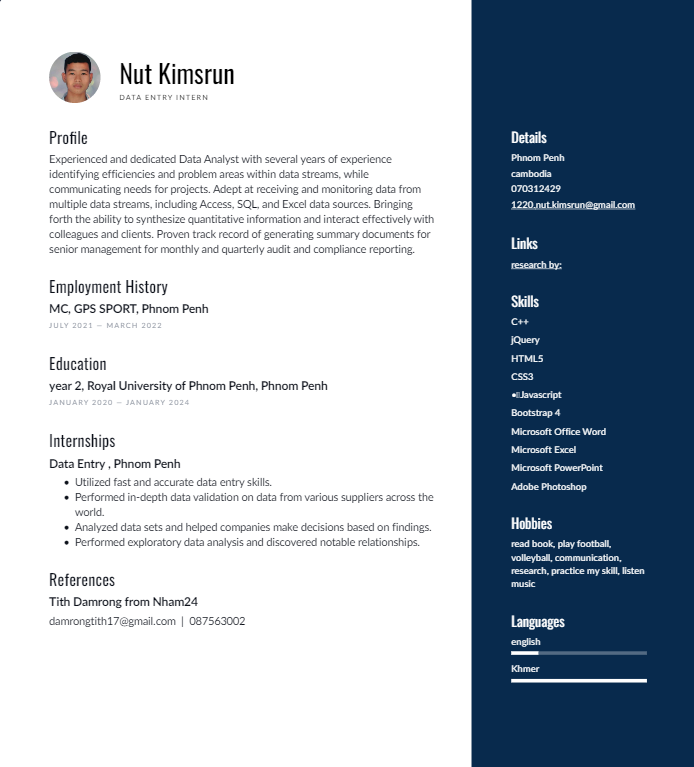 Nut Kimsrun
DATA ENTRY INTERN
Profile
Experienced and dedicated Data Analyst with several years of experience
identifying efficiencies and problem areas within data streams, while
communicating needs for projects. Adept at receiving and monitoring data from
multiple data streams, including Access, SQL, and Excel data sources. Bringing
forth the ability to synthesize quantitative information and interact effectively with
colleagues and clients. Proven track record of generating summary documents for
senior management for monthly and quarterly audit and compliance reporting.
Employment History
MC, GPS SPORT, Phnom Penh
JULY 2021 — MARCH 2022
Education
year 2, Royal University of Phnom Penh, Phnom Penh
JANUARY 2020 — JANUARY 2024
Internships
Data Entry , Phnom Penh
• Utilized fast and accurate data entry skills.
• Performed in-depth data validation on data from various suppliers across the
world.
• Analyzed data sets and helped companies make decisions based on findings.
• Performed exploratory data analysis and discovered notable relationships.
References
Tith Damrong from Nham24
damrongtith17@gmail.com | 087563002
Details
Phnom Penh
cambodia
070312429
1220.nut.kimsrun@gmail.com
Links
research by:
Skills
C++
jQuery
HTML5
CSS3
•Javascript
Bootstrap 4
Microsoft Office Word
Microsoft Excel
Microsoft PowerPoint
Adobe Photoshop
Hobbies
read book, play football,
volleyball, communication,
research, practice my skill, listen
music
Languages
english
Khmer